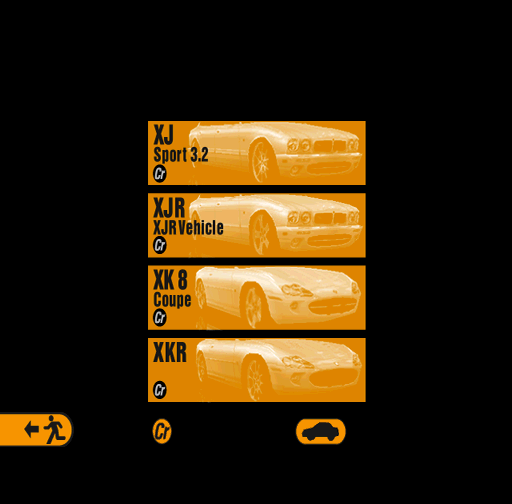 XJ
Sport 3.2
Cr
XJR
XJR Vehicle
Cr
XK 8
Coupe
Cr
XKR
Cr
Cr